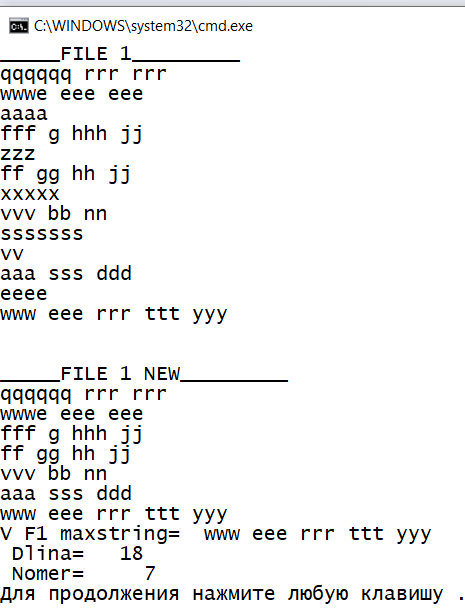 C:\WINDOWS\system32\cmd.exe
_____FILE 1_________
qqqqqq rrr rrr
wwwe eee eee
aaaa
fff g hhh jj
zzz
ff gg hh jj
xxxxx
vvv bb nn
sssssss
vv
aaa sss ddd
eeee
www eee rrr ttt yyy
_____FILE 1 NEW_________
qqqqqq rrr rrr
wwwe eee eee
fff g hhh jj
ff gg hh jj
vvv bb nn
aaa sss ddd
www eee rrr ttt yyy
V F1 maxstring=  www eee rrr ttt yyy
 Dlina=   18
 Nomer=     7
Для продолжения нажмите любую клавишу .